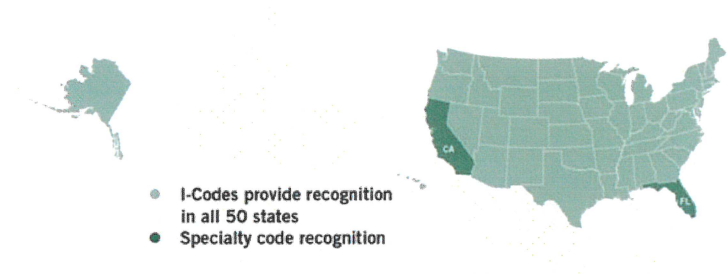 CA
FL
I-Codes provide recognition
in all 50 states
Specialty code recognition